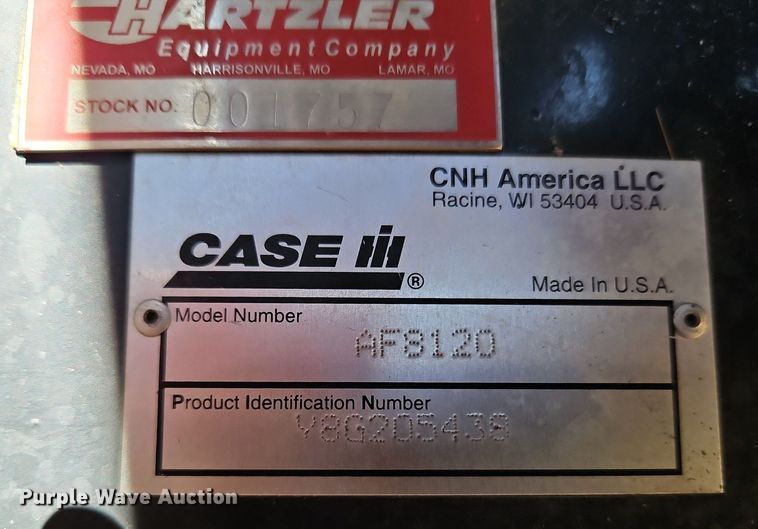 HARTZLER
Equipment Company
NEVADA, MO HARRISONVILLE, MO LAMAR, MO
STOCK NO. 001757
CNH America LLC
Racine, WI 53404 U.S.A.
CASE IH
®
Made In U.S.A.
Model Number
AF8120
Product Identification Number
Y8G205438
Purple Wave Auction